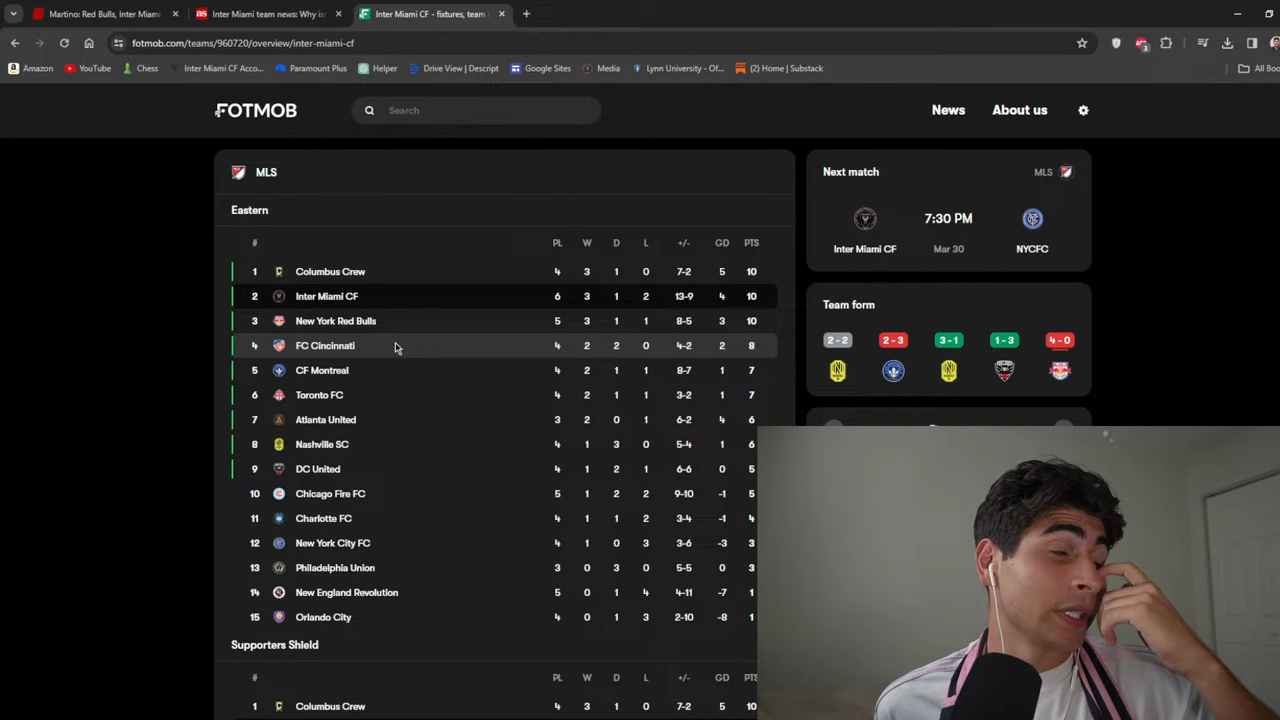 Martino: Red Bulls, Inter Miami
Inter Miami team news: Why is
Inter Miami CF - fixtures, team
fotmob.com/teams/960720/overview/inter-miami-cf
3
Amazon YouTube Chess Inter Miami CF Acco... Paramount Plus Helper Drive View | Descript Google Sites Media Lynn University - Of... (2) Home | Substack All Boo
FOTMOB Search News About us
MLS
Eastern
# PL W D L +/- GD PTS
1 Columbus Crew 4 3 1 0 7-2 5 10
2 Inter Miami CF 6 3 1 2 13-9 4 10
3 New York Red Bulls 5 3 1 1 8-5 3 10
4 FC Cincinnati 4 2 2 0 4-2 2 8
5 CF Montreal 4 2 1 1 8-7 1 7
6 Toronto FC 4 2 1 1 3-2 1 7
7 Atlanta United 3 2 0 1 6-2 4 6
8 Nashville SC 4 1 3 0 5-4 1 6
9 DC United 4 1 2 1 6-6 0 5
10 Chicago Fire FC 5 1 2 2 9-10 -1 5
11 Charlotte FC 4 1 1 2 3-4 -1 4
12 New York City FC 4 1 0 3 3-6 -3 3
13 Philadelphia Union 3 0 3 0 5-5 0 3
14 New England Revolution 5 0 1 4 4-11 -7 1
15 Orlando City 4 0 1 3 2-10 -8 1
Supporters Shield
# PL W D L +/- GD
1 Columbus Crew 4 3 1 0 7-2 5
Next match MLS
7:30 PM
Inter Miami CF Mar 30 NYCFC
Team form
2 - 2 2 - 3 3 - 1 1 - 3 4 - 0